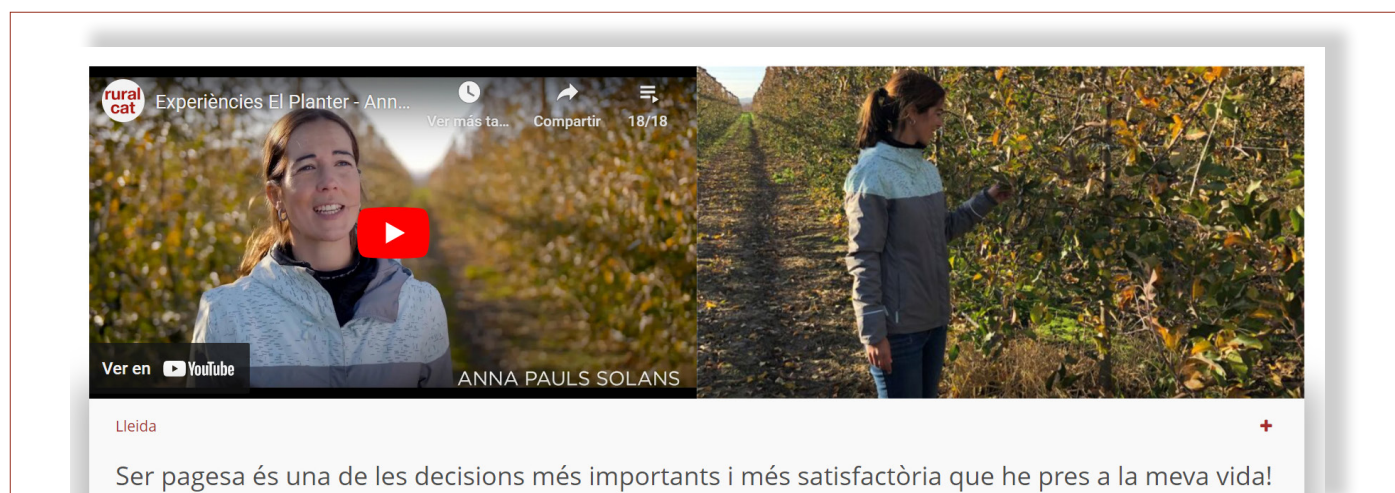 rural
cat
Experiències El Planter - Ann...
Ver más ta...
Compartir
18/18
Ver en YouTube
ANNA PAULS SOLANS
Lleida
+
Ser pagesa és una de les decisions més importants i més satisfactòria que he pres a la meva vida!